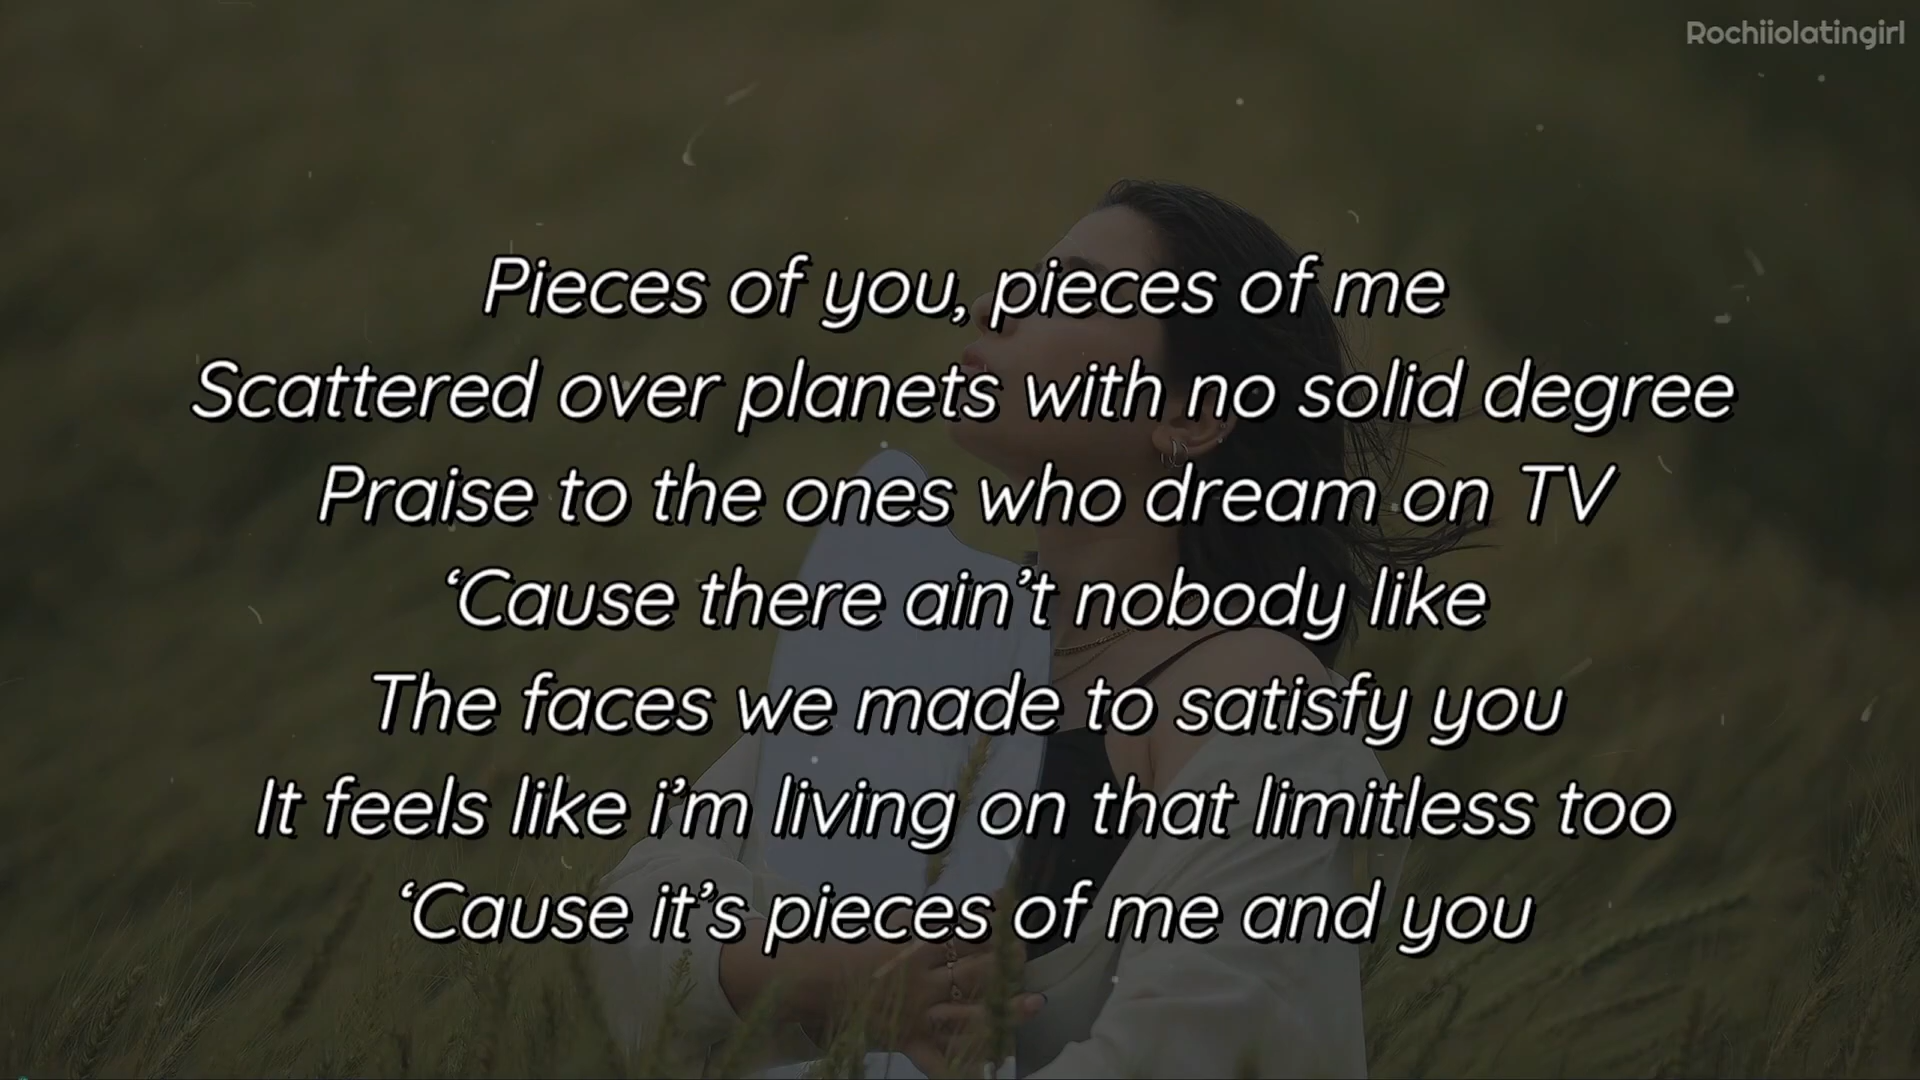 Rochiiolatingirl
Pieces of you, pieces of me
Scattered over planets with no solid degree
Praise to the ones who dream on TV
‘Cause there ain’t nobody like
The faces we made to satisfy you
It feels like i’m living on that limitless too
‘Cause it’s pieces of me and you